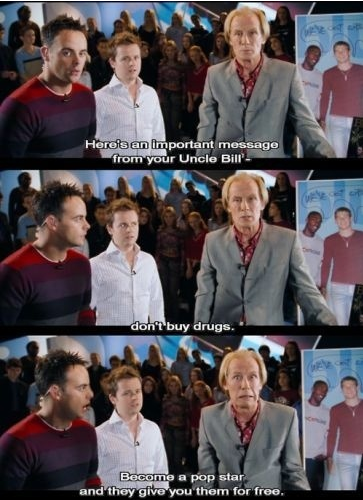 Here's an important message
from your Uncle Bill -
don't buy drugs.
Become a pop star
and they give you them for free.